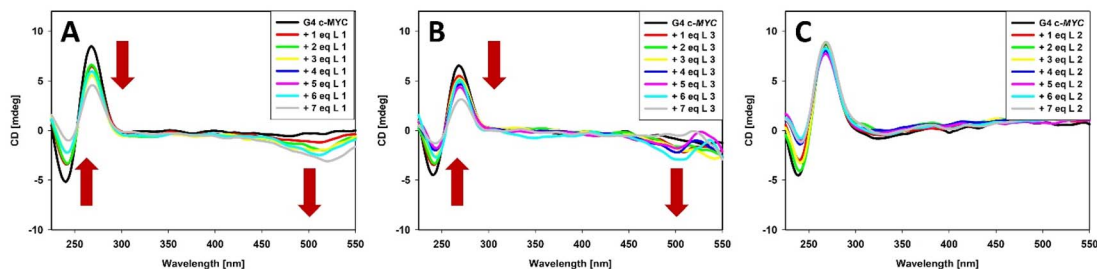 A
G4 c-MYC
+ 1 eq L 1
+ 2 eq L 1
+ 3 eq L 1
+ 4 eq L 1
+ 5 eq L 1
+ 6 eq L 1
+ 7 eq L 1
CD [mdeg]
10
5
0
-5
-10
250 300 350 400 450 500 550
Wavelength [nm]
B
G4 c-MYC
+ 1 eq L 3
+ 2 eq L 3
+ 3 eq L 3
+ 4 eq L 3
+ 5 eq L 3
+ 6 eq L 3
+ 7 eq L 3
CD [mdeg]
10
5
0
-5
-10
250 300 350 400 450 500 550
Wavelength [nm]
C
G4 c-MYC
+ 1 eq L 2
+ 2 eq L 2
+ 3 eq L 2
+ 4 eq L 2
+ 5 eq L 2
+ 6 eq L 2
+ 7 eq L 2
CD [mdeg]
10
5
0
-5
-10
250 300 350 400 450 500 550
Wavelength [nm]